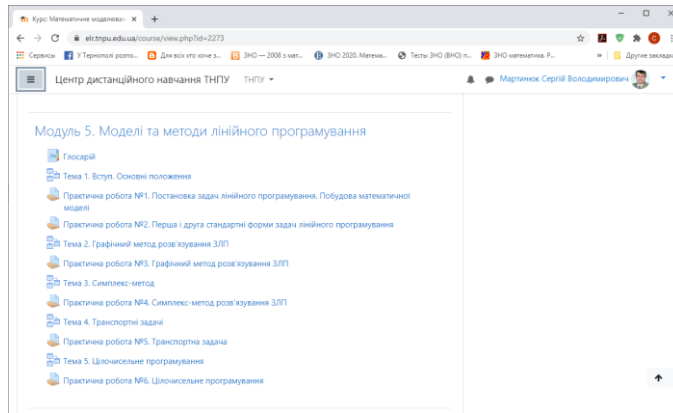 Курс: Математичне моделюван
elr.tnpu.edu.ua/course/view.php?id=2273
Сервисы У Тернополі розпо... Для всіх хто хоче з... ЗНО — 2008 з мат... ЗНО 2020. Матема... Тесты ЗНО (ВНО) п... ЗНО математика. Р... » Другие закладки
Центр дистанційного навчання ТНПУ ТНПУ Мартинюк Сергій Володимирович
Модуль 5. Моделі та методи лінійного програмування
Глосарій
Тема 1. Вступ. Основні положення
Практична робота №1. Постановка задач лінійного програмування. Побудова математичної
моделі
Практична робота №2. Перша і друга стандартні форми задач лінійного програмування
Тема 2. Графічний метод розв'язування ЗЛП
Практична робота №3. Графічний метод розв'язування ЗЛП
Тема 3. Симплекс-метод
Практична робота №4. Симплекс-метод розв'язування ЗЛП
Тема 4. Транспортні задачі
Практична робота №5. Транспортна задача
Тема 5. Цілочисельне програмування
Практична робота №6. Цілочисельне програмування